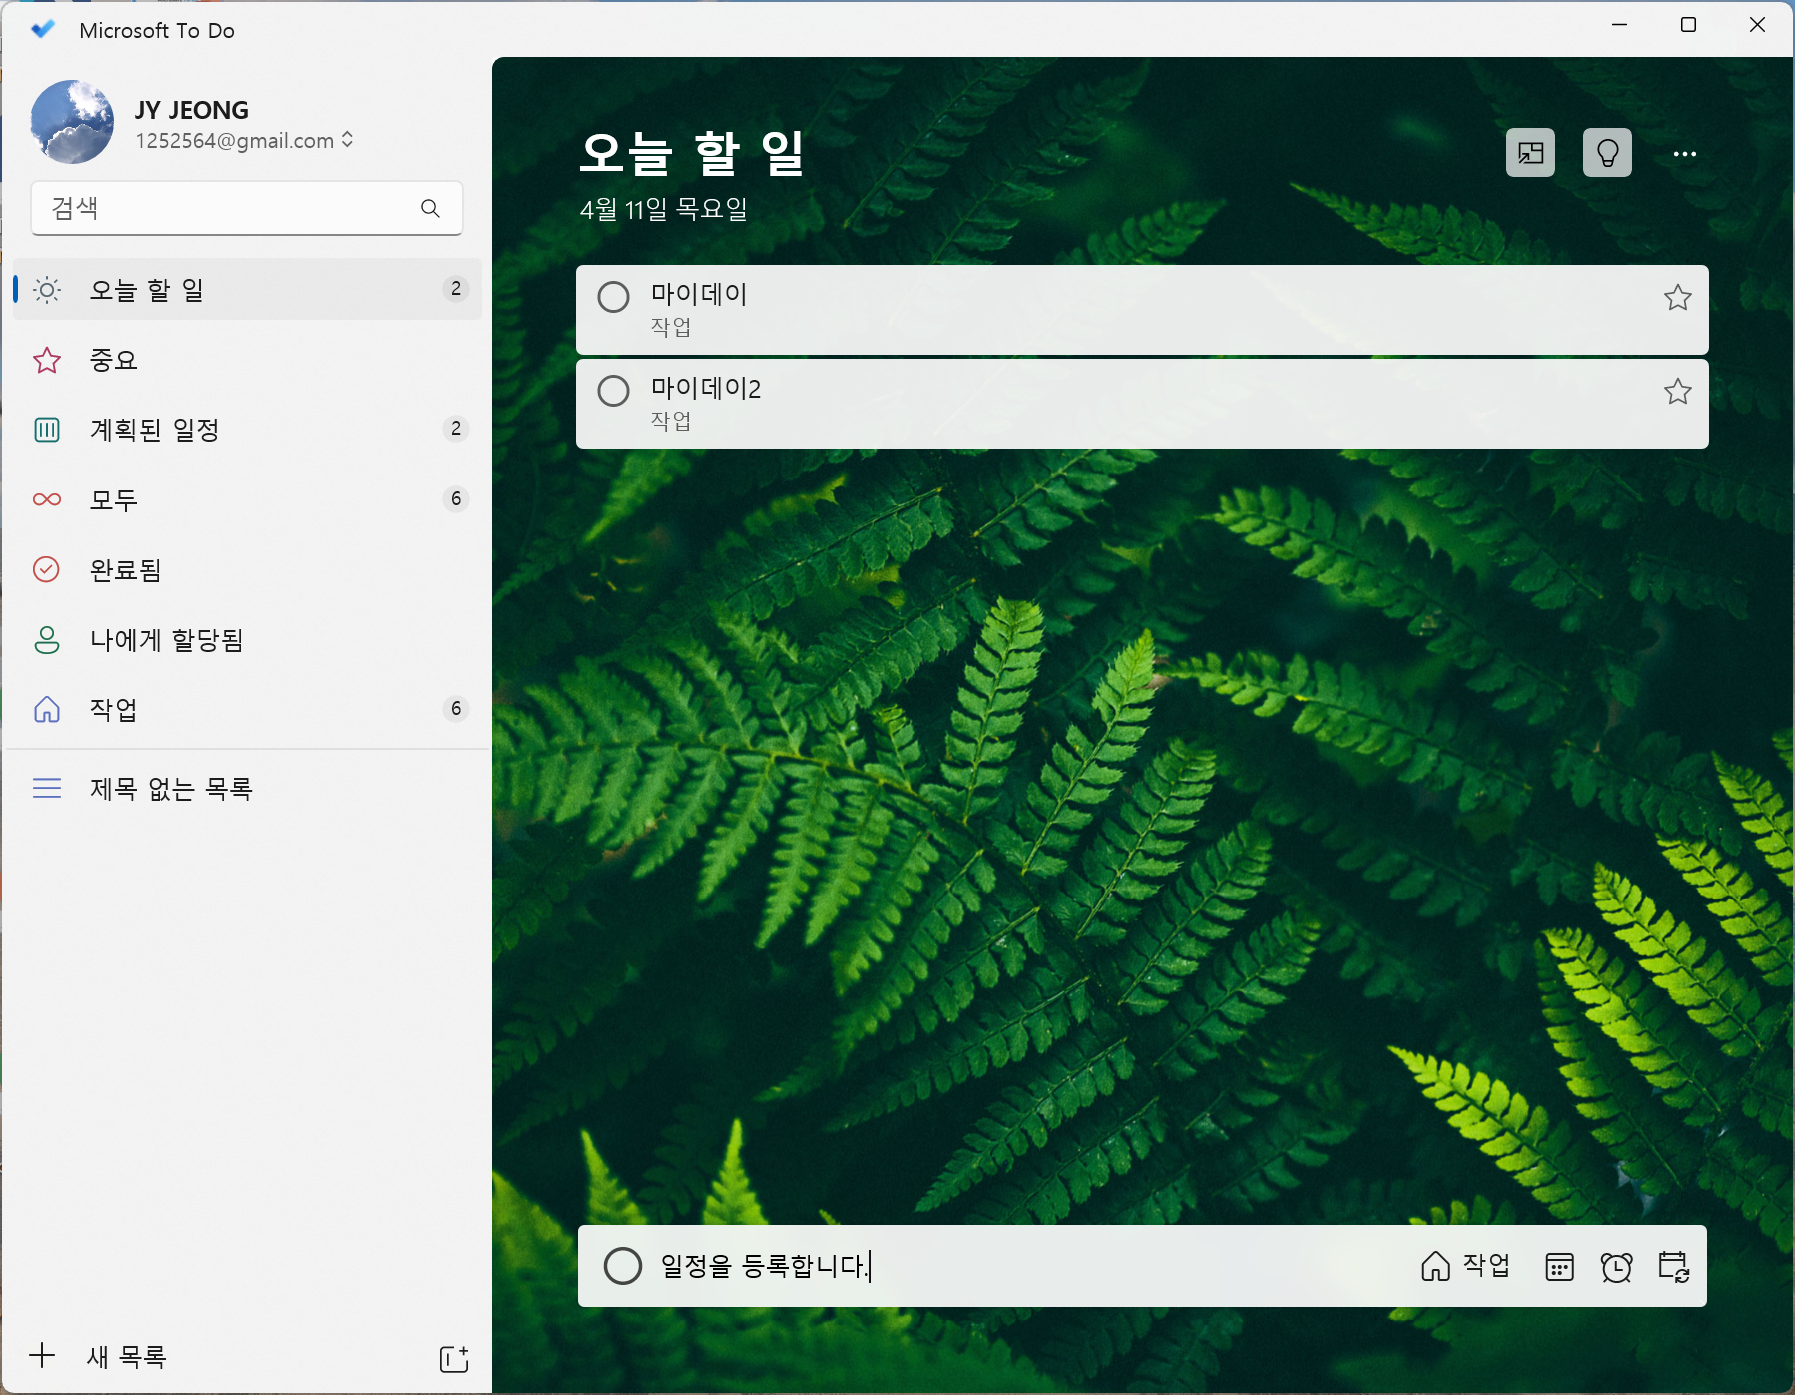 Microsoft To Do
JY JEONG
1252564@gmail.com
검색
오늘 할 일 2
중요
계획된 일정 2
모두 6
완료됨
나에게 할당됨
작업 6
제목 없는 목록
새 목록
오늘 할 일
4월 11일 목요일
마이데이
작업
마이데이2
작업
일정을 등록합니다. 작업